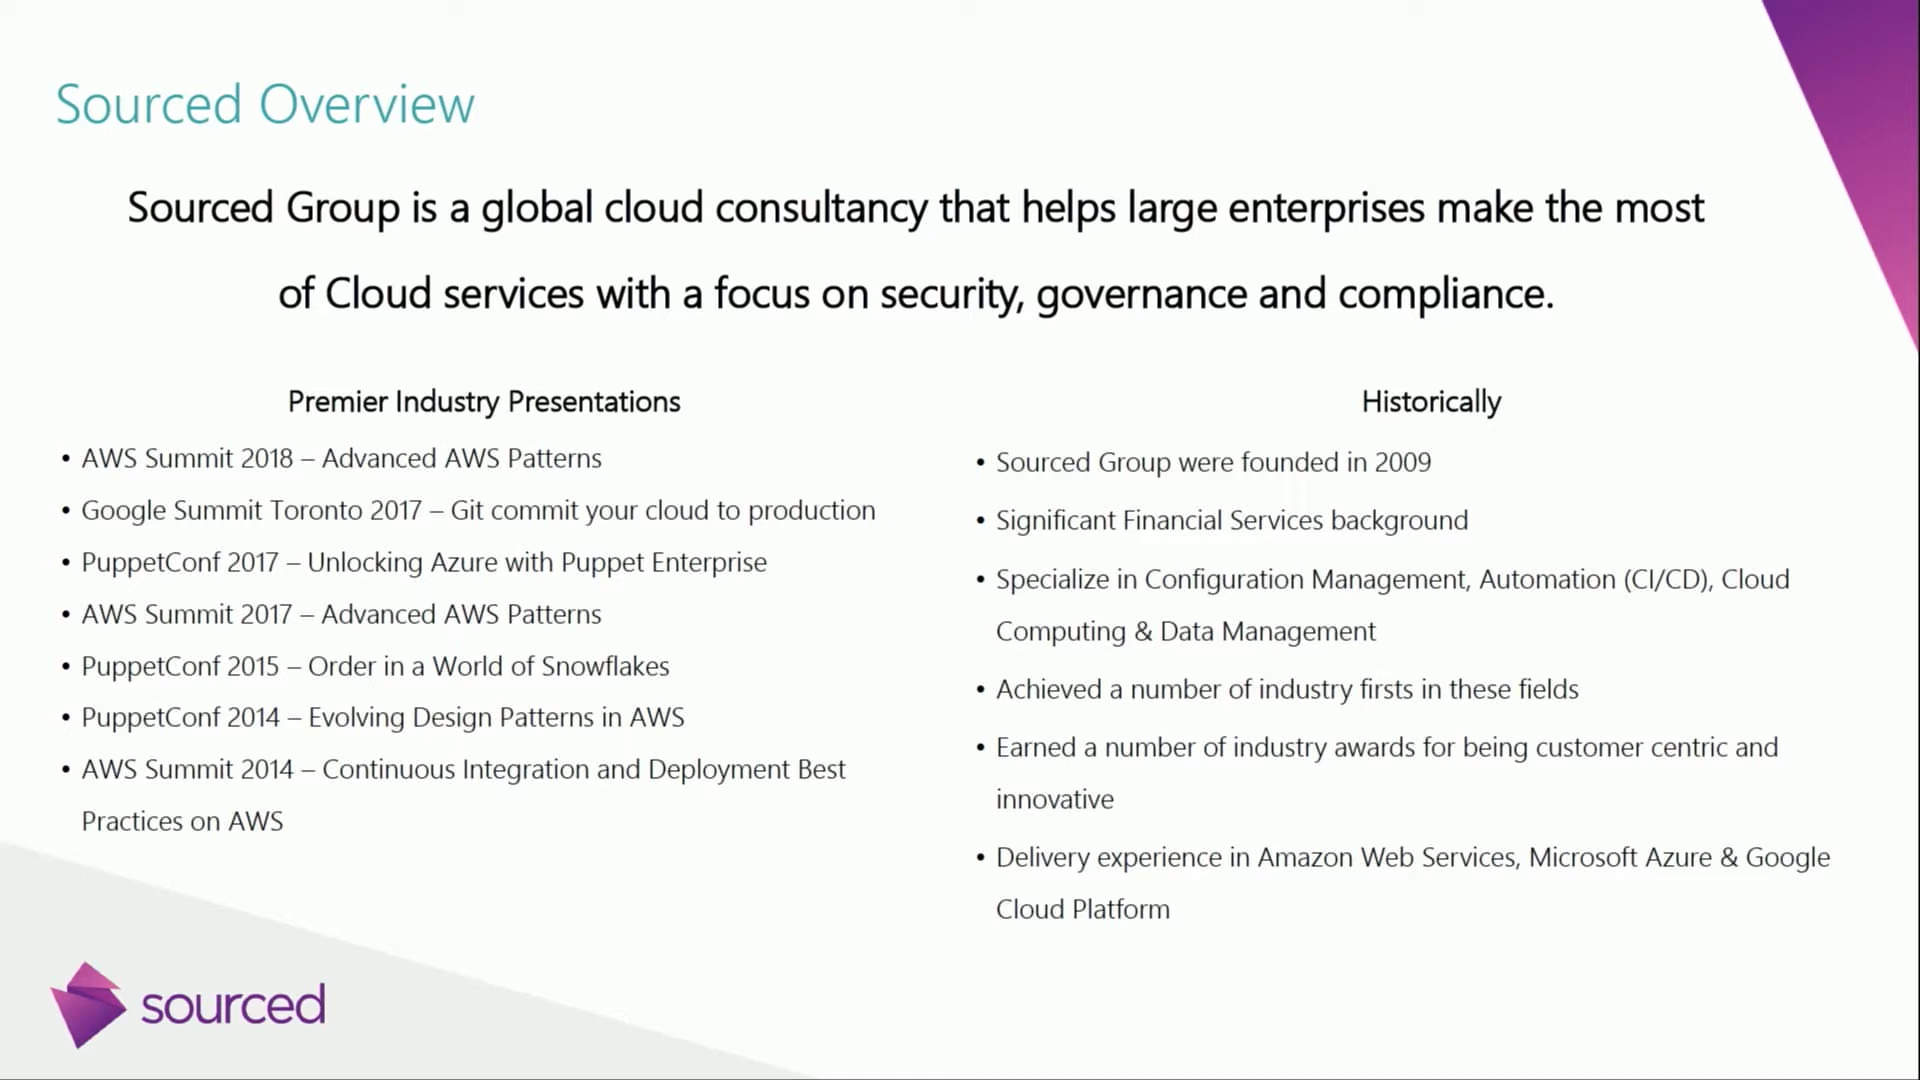 Sourced Overview
Sourced Group is a global cloud consultancy that helps large enterprises make the most
of Cloud services with a focus on security, governance and compliance.
Premier Industry Presentations
• AWS Summit 2018 – Advanced AWS Patterns
• Google Summit Toronto 2017 – Git commit your cloud to production
• PuppetConf 2017 – Unlocking Azure with Puppet Enterprise
• AWS Summit 2017 – Advanced AWS Patterns
• PuppetConf 2015 – Order in a World of Snowflakes
• PuppetConf 2014 – Evolving Design Patterns in AWS
• AWS Summit 2014 – Continuous Integration and Deployment Best
Practices on AWS
Historically
• Sourced Group were founded in 2009
• Significant Financial Services background
• Specialize in Configuration Management, Automation (CI/CD), Cloud
Computing & Data Management
• Achieved a number of industry firsts in these fields
• Earned a number of industry awards for being customer centric and
innovative
• Delivery experience in Amazon Web Services, Microsoft Azure & Google
Cloud Platform
sourced